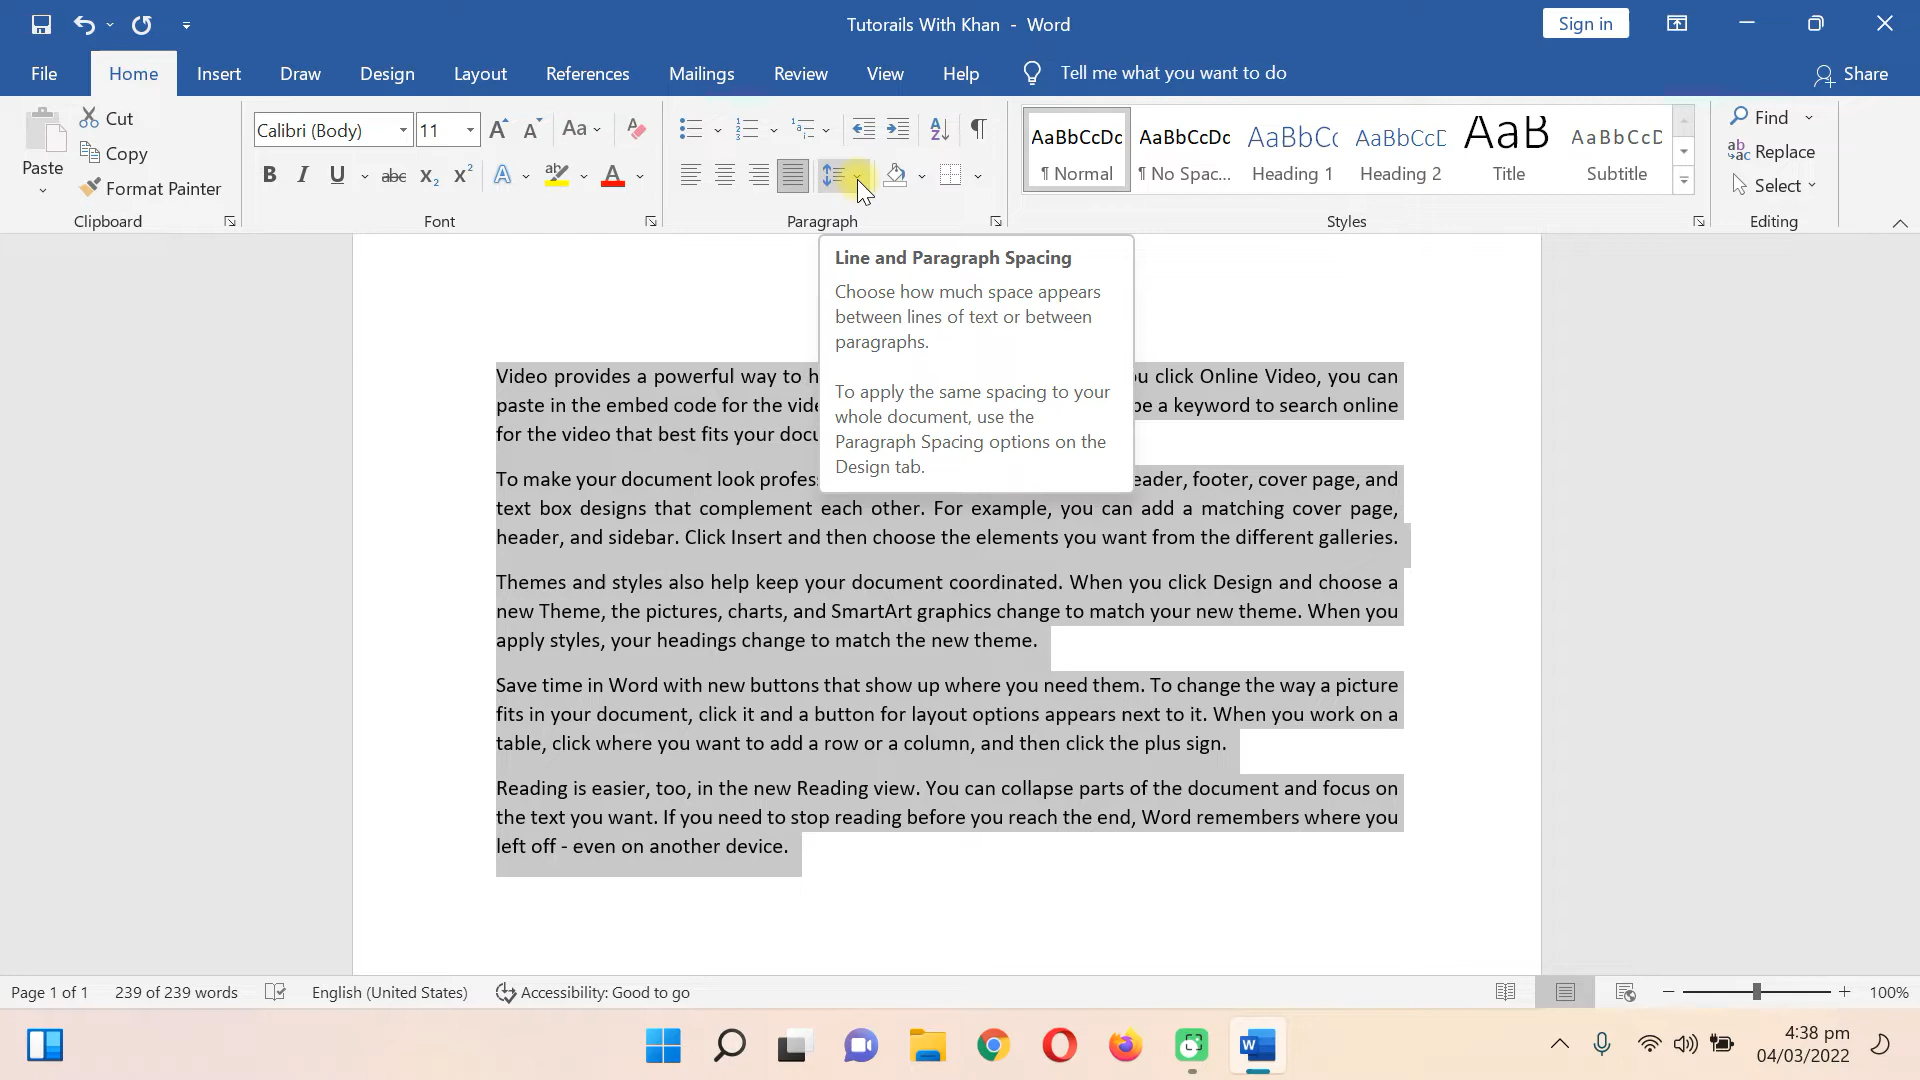 Tutorails With Khan - Word
Sign in
File Home Insert Draw Design Layout References Mailings Review View Help Tell me what you want to do Share
Paste
Cut
Copy
Format Painter
Clipboard
Calibri (Body) 11
Font
Paragraph
AaBbCcDc AaBbCcDc AaBbCc AaBbCcD AaB AaBbCcD
¶ Normal ¶ No Spac... Heading 1 Heading 2 Title Subtitle
Styles
Find
Replace
Select
Editing
Line and Paragraph Spacing
Choose how much space appears
between lines of text or between
paragraphs.
To apply the same spacing to your
whole document, use the
Paragraph Spacing options on the
Design tab.
Video provides a powerful way to h u click Online Video, you can
paste in the embed code for the vide pe a keyword to search online
for the video that best fits your docu
To make your document look profess eader, footer, cover page, and
text box designs that complement each other. For example, you can add a matching cover page,
header, and sidebar. Click Insert and then choose the elements you want from the different galleries.
Themes and styles also help keep your document coordinated. When you click Design and choose a
new Theme, the pictures, charts, and SmartArt graphics change to match your new theme. When you
apply styles, your headings change to match the new theme.
Save time in Word with new buttons that show up where you need them. To change the way a picture
fits in your document, click it and a button for layout options appears next to it. When you work on a
table, click where you want to add a row or a column, and then click the plus sign.
Reading is easier, too, in the new Reading view. You can collapse parts of the document and focus on
the text you want. If you need to stop reading before you reach the end, Word remembers where you
left off - even on another device.
Page 1 of 1 239 of 239 words English (United States) Accessibility: Good to go 100%
4:38 pm
04/03/2022